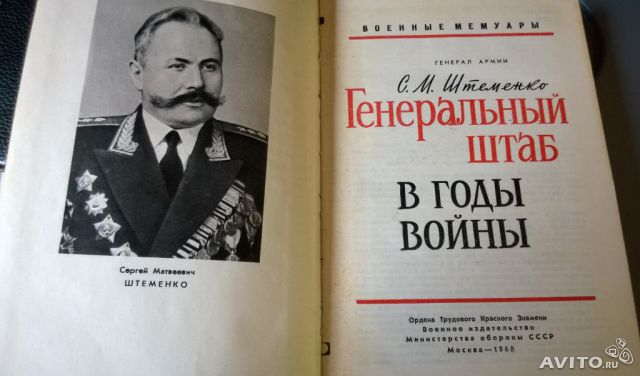 Сергей Матвеевич
ШТЕМЕНКО
ВОЕННЫЕ МЕМУАРЫ
ГЕНЕРАЛ АРМИИ
С. М. Штеменко
Генеральный
штаб
в годы
войны
Ордена Трудового Красного Знамени
Военное издательство
Министерства обороны СССР
Москва—1968
AVITO.ru